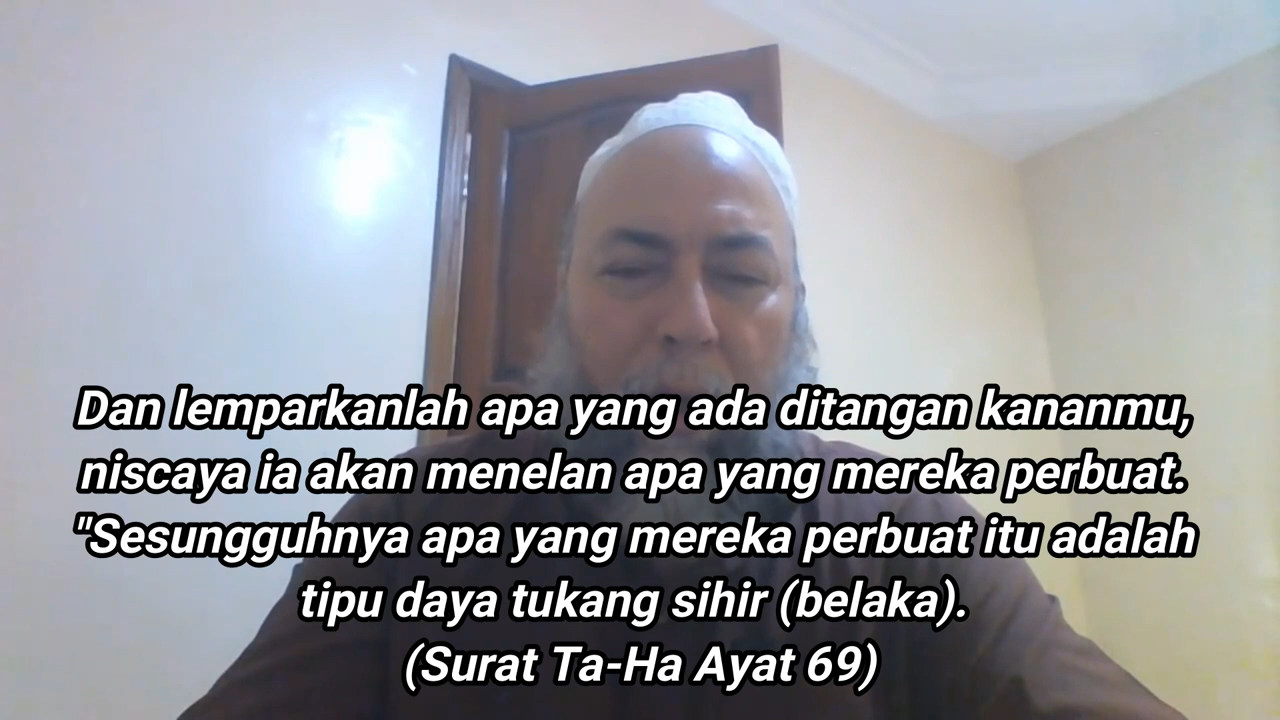 Dan lemparkanlah apa yang ada ditangan kananmu,
niscaya ia akan menelan apa yang mereka perbuat.
"Sesungguhnya apa yang mereka perbuat itu adalah
tipu daya tukang sihir (belaka).
(Surat Ta-Ha Ayat 69)